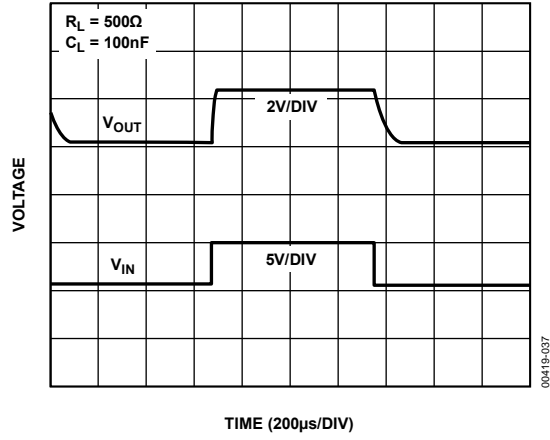 R_L = 500Ω
C_L = 100nF
2V/DIV
V_OUT
VOLTAGE
5V/DIV
V_IN
00419-037
TIME (200µs/DIV)